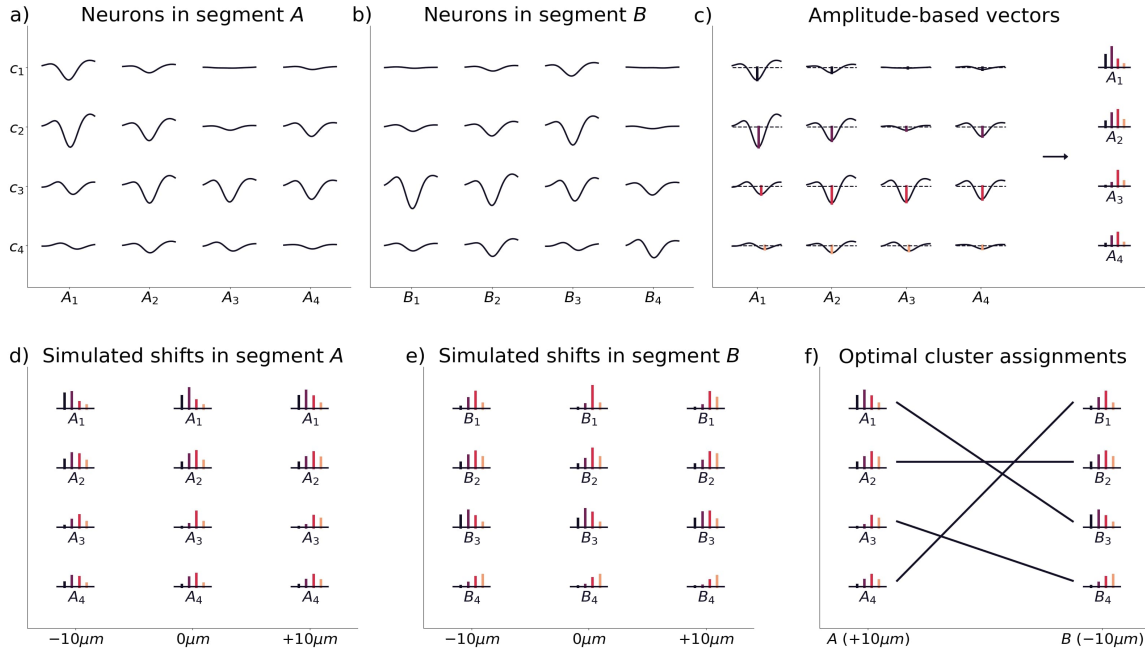 a) Neurons in segment A
c₁
c₂
c₃
c₄
A₁ A₂ A₃ A₄
b) Neurons in segment B
B₁ B₂ B₃ B₄
c) Amplitude-based vectors
A₁
A₂
A₃
A₄
A₁ A₂ A₃ A₄
d) Simulated shifts in segment A
A₁ A₁ A₁
A₂ A₂ A₂
A₃ A₃ A₃
A₄ A₄ A₄
−10μm 0μm +10μm
e) Simulated shifts in segment B
B₁ B₁ B₁
B₂ B₂ B₂
B₃ B₃ B₃
B₄ B₄ B₄
−10μm 0μm +10μm
f) Optimal cluster assignments
A₁ B₁
A₂ B₂
A₃ B₃
A₄ B₄
A (+10μm) B (−10μm)